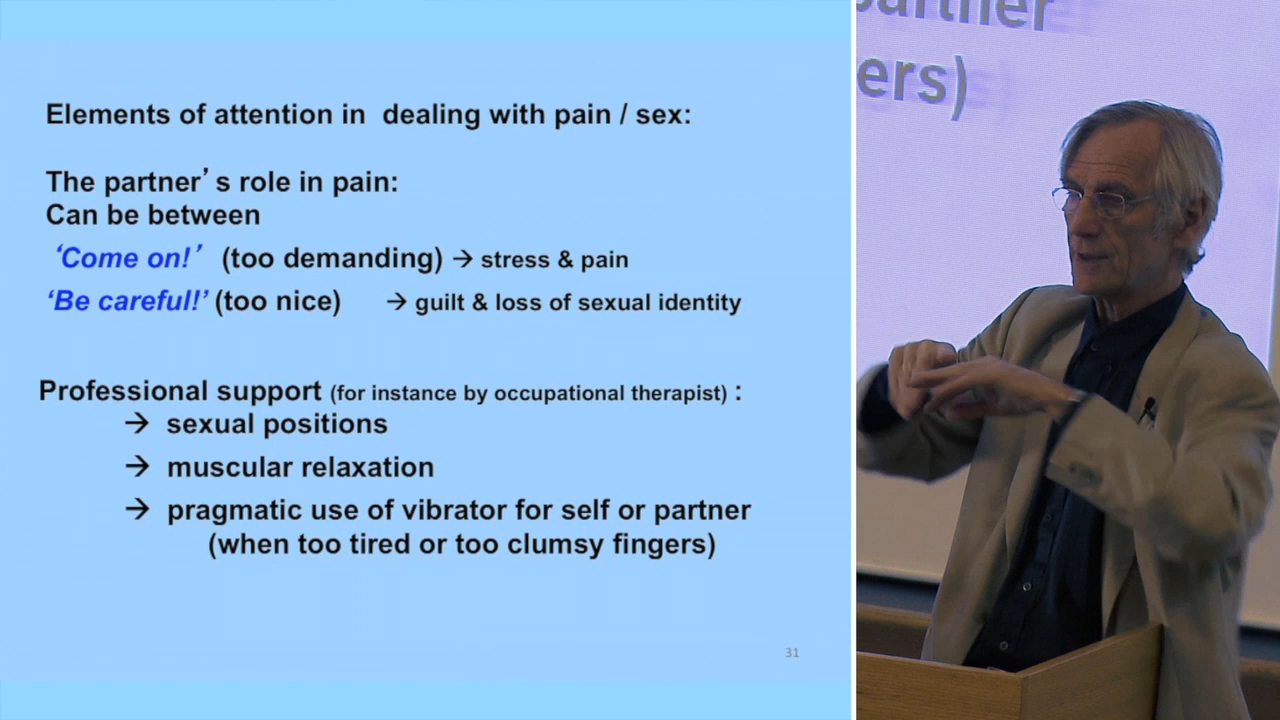 Elements of attention in dealing with pain / sex:
The partner’s role in pain:
Can be between
‘Come on!’ (too demanding) → stress & pain
‘Be careful!’ (too nice) → guilt & loss of sexual identity
Professional support (for instance by occupational therapist) :
→ sexual positions
→ muscular relaxation
→ pragmatic use of vibrator for self or partner
(when too tired or too clumsy fingers)
31
partner
ers)